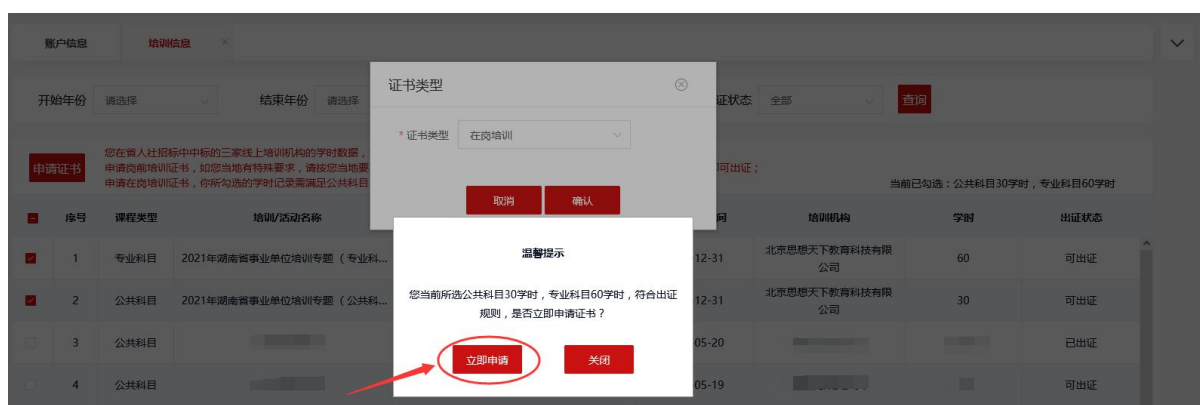 账户信息 培训信息 ×
开始年份 请选择 结束年份 请选择 证状态 全部 查询
证书类型
* 证书类型 在岗培训
取消 确认
申请证书
您在省人社招标中中标的三家线上培训机构的学时数据，
申请岗前培训证书，如您当地有特殊要求，请按您当地要 即可出证；
申请在岗培训证书，你所勾选的学时记录需满足公共科目
当前已勾选：公共科目30学时，专业科目60学时
序号 课程类型 培训/活动名称 间 培训机构 学时 出证状态
1 专业科目 2021年湖南省事业单位培训专题（专业科... 12-31 北京思想天下教育科技有限
公司 60 可出证
2 公共科目 2021年湖南省事业单位培训专题（公共科... 12-31 北京思想天下教育科技有限
公司 30 可出证
3 公共科目 05-20 已出证
4 公共科目 05-19 可出证
温馨提示
您当前所选公共科目30学时，专业科目60学时，符合出证
规则，是否立即申请证书？
立即申请 关闭